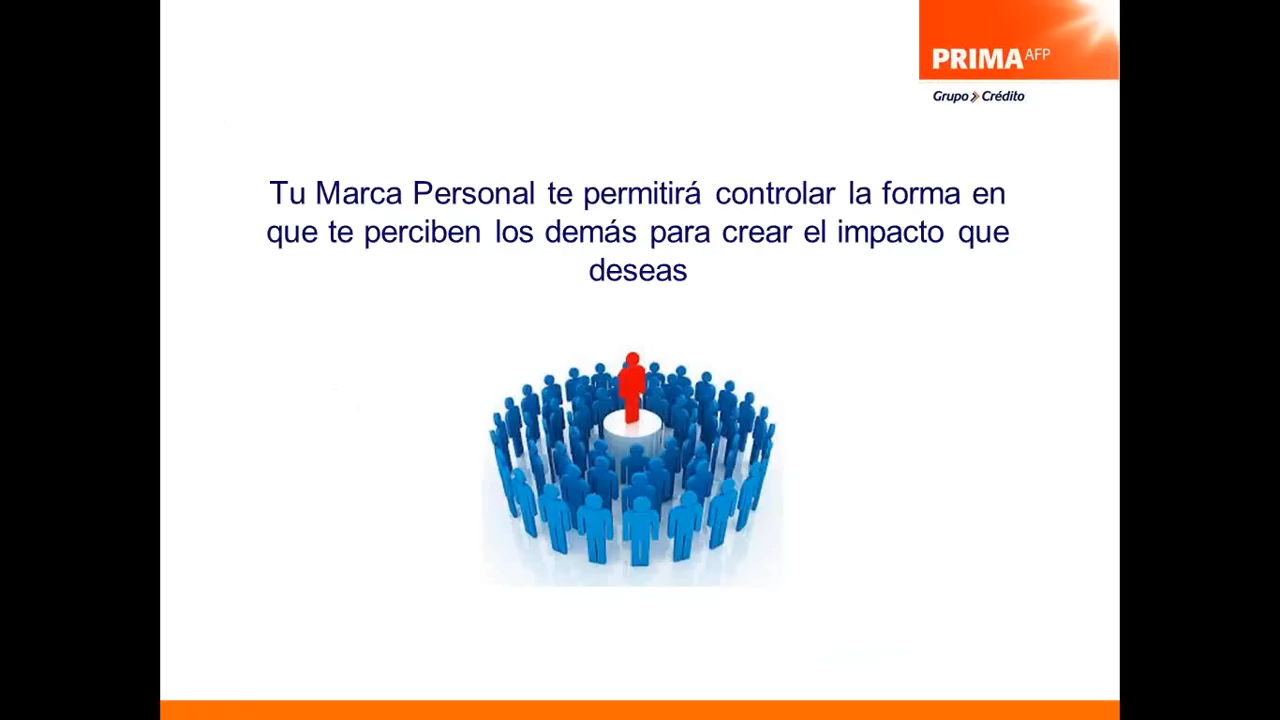 PRIMA AFP
Grupo Crédito
Tu Marca Personal te permitirá controlar la forma en
que te perciben los demás para crear el impacto que
deseas